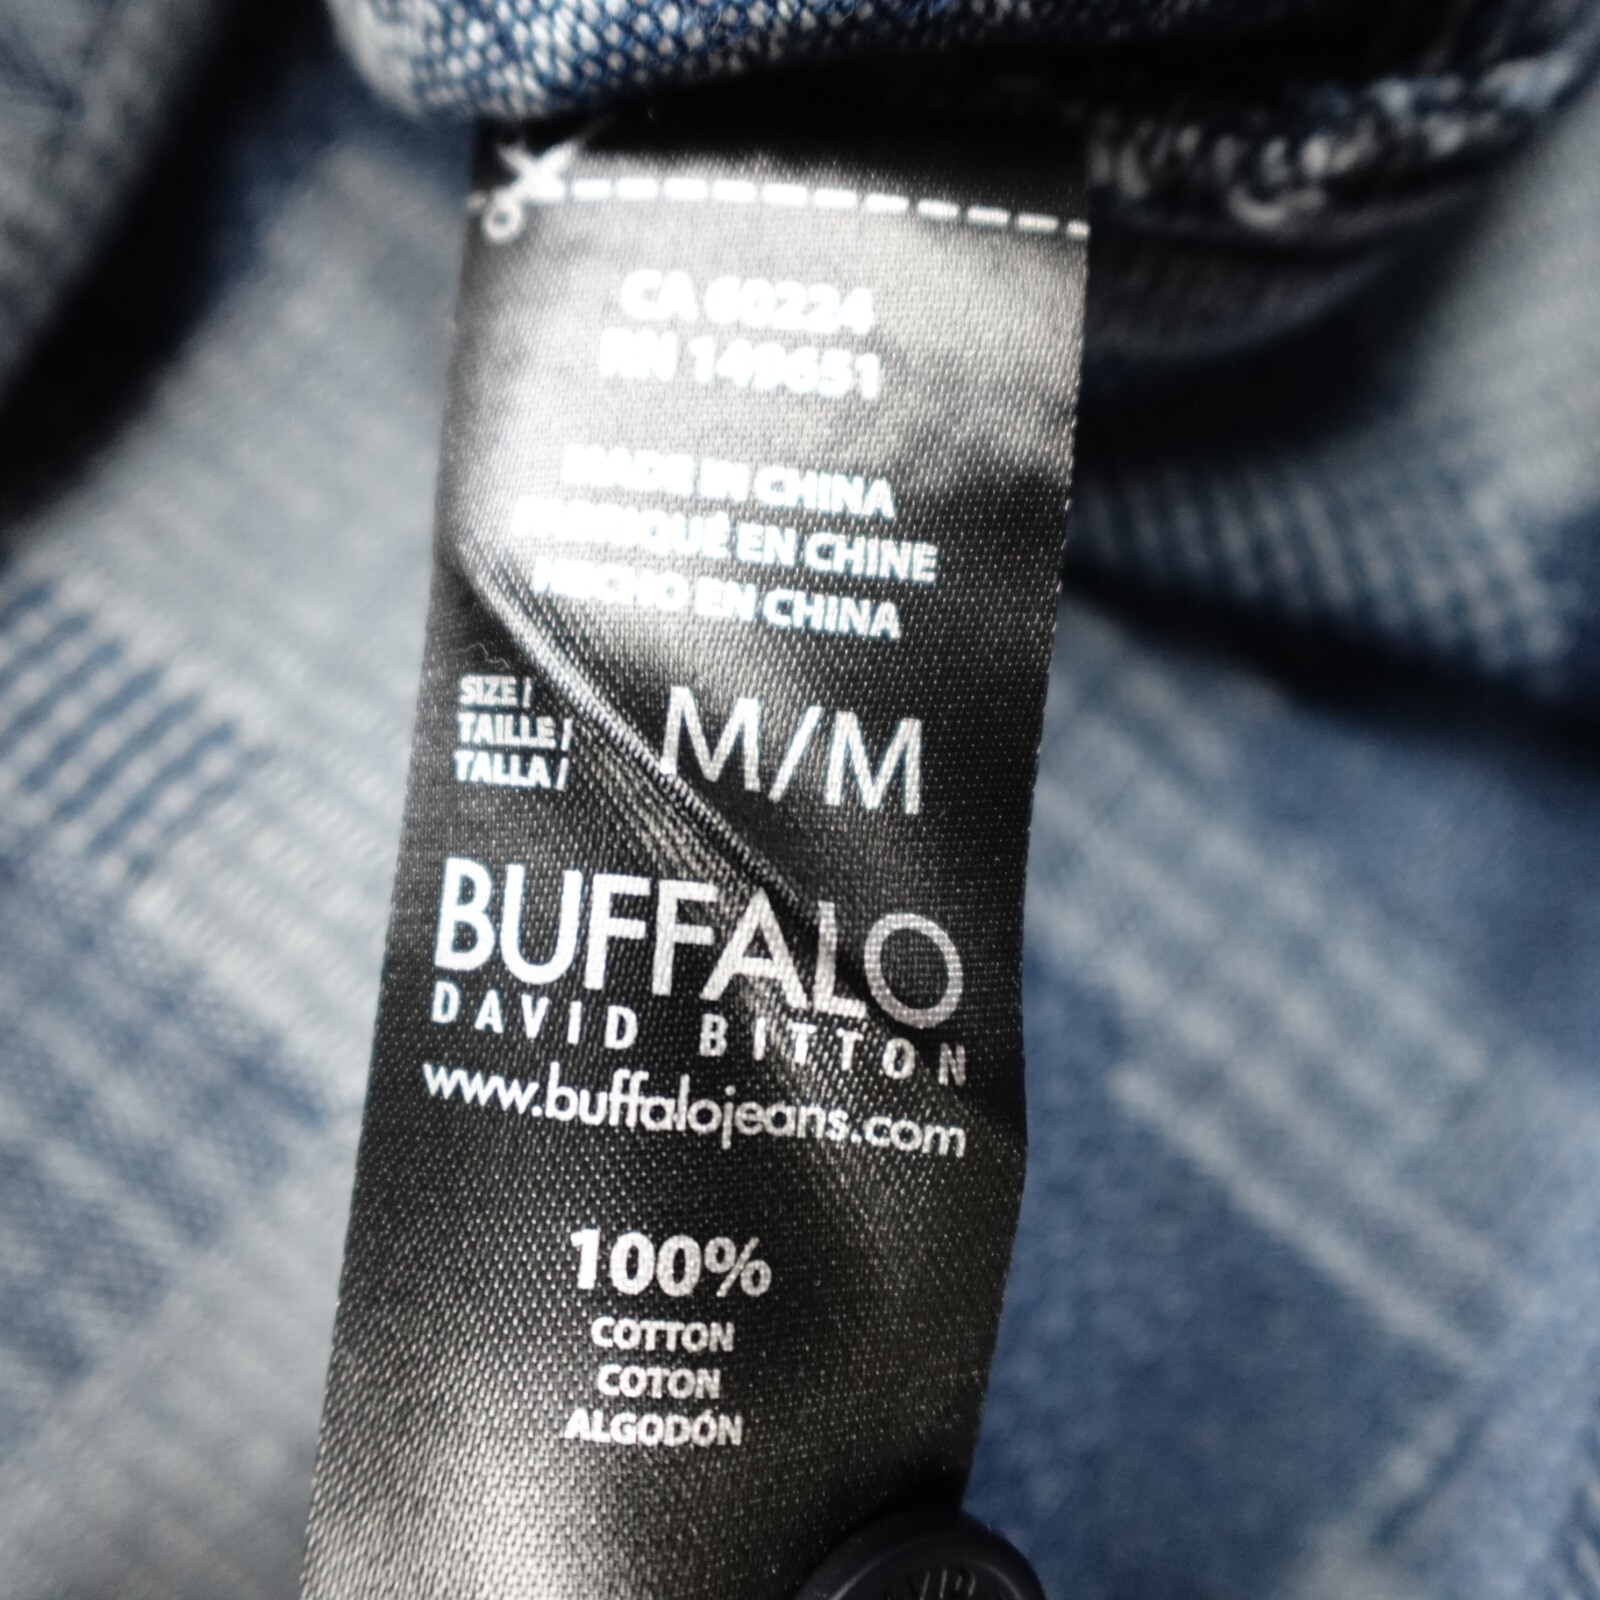 CA 60224
RN 149651
MADE IN CHINA
FABRIQUÉ EN CHINE
HECHO EN CHINA
SIZE /
TAILLE /
TALLA /
M/M
BUFFALO
DAVID BITTON
www.buffalojeans.com
100%
COTTON
COTON
ALGODÓN